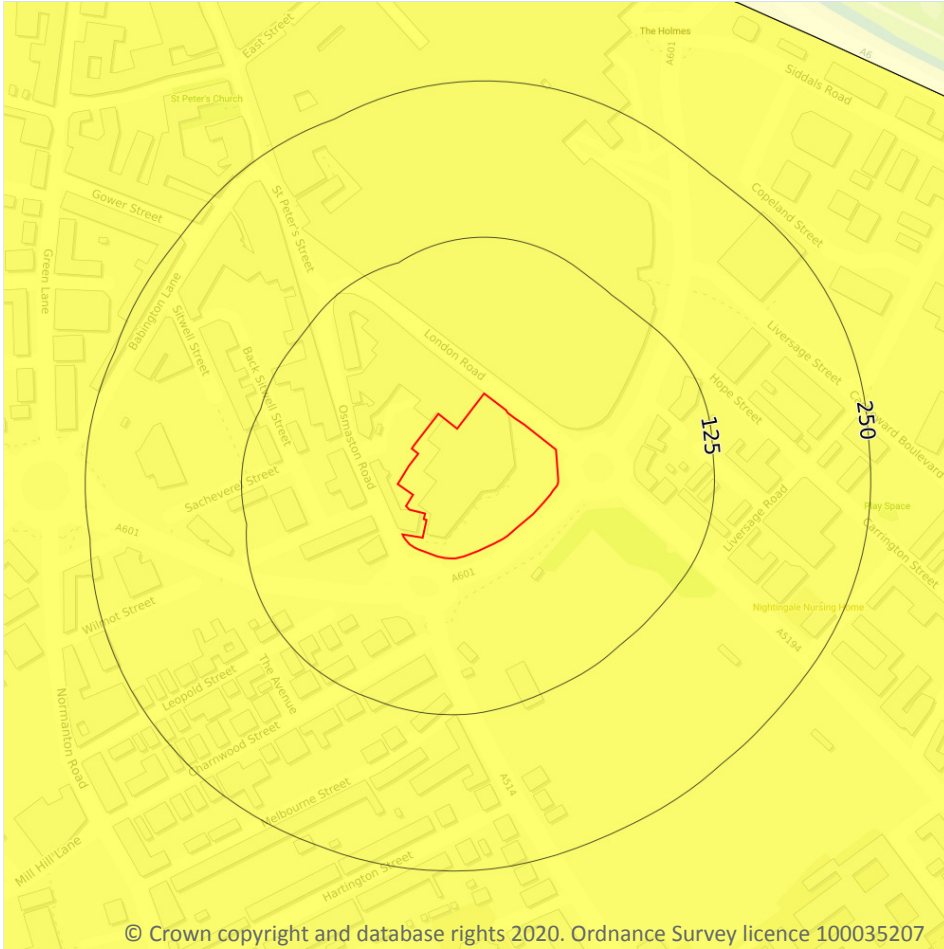 The Holmes
East Street
A601
A6
Siddals Road
St Peter's Church
Gower Street
St Peter's Street
Copeland Street
Green Lane
Babington Lane
Sitwell Street
London Road
Liversage Street
Back Sitwell Street
Hope Street
Osmaston Road
125
250
Sacheverel Street
Play Space
Liversage Road
Carrington Street
A601
A601
Wilmot Street
Nightingale Nursing Home
A5194
Leopold Street
The Avenue
Normanton Road
Charnwood Street
A514
Melbourne Street
Mill Hill Lane
Hartington Street
© Crown copyright and database rights 2020. Ordnance Survey licence 100035207